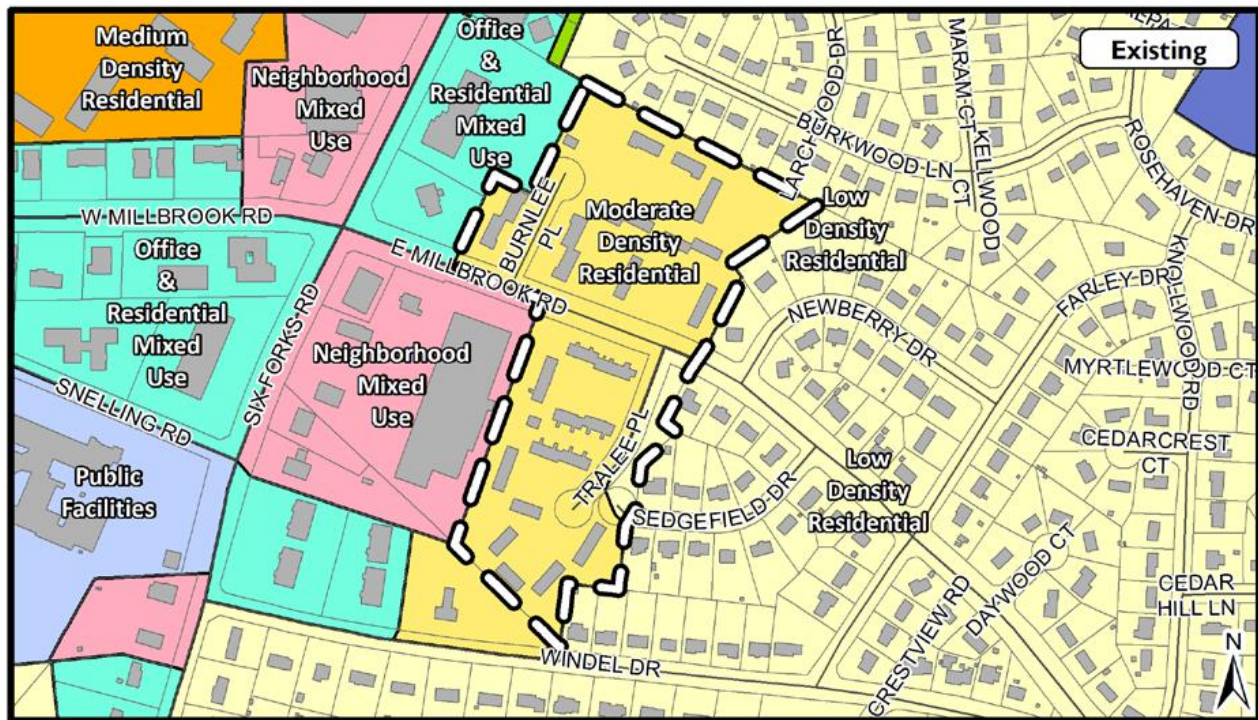 Existing
Medium
Density
Residential
Neighborhood
Mixed
Use
Office
&
Residential
Mixed
Use
LARCHWOOD DR
MARAM CT
KELLWOOD
CT
BURKWOOD LN
ROSEHAVEN DR
KNOLLWOOD RD
W MILLBROOK RD
E MILLBROOK RD
BURNLEE
PL
Moderate
Density
Residential
Low
Density
Residential
Office
&
Residential
Mixed
Use
SIX FORKS RD
SNELLING RD
Neighborhood
Mixed
Use
NEWBERRY DR
FARLEY DR
MYRTLEWOOD CT
CEDARCREST
CT
Public
Facilities
TRALEE PL
SEDGEFIELD DR
Low
Density
Residential
DAYWOOD CT
CRESTVIEW RD
CEDAR
HILL LN
WINDEL DR
N